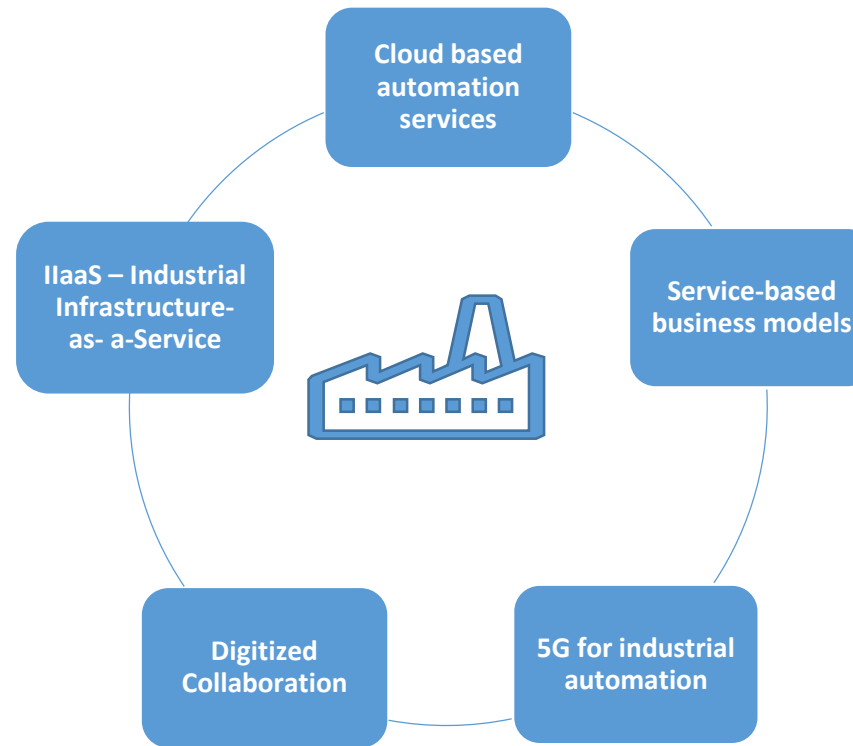 Cloud based
automation
services
IIaaS – Industrial
Infrastructure-
as- a-Service
Service-based
business models
Digitized
Collaboration
5G for industrial
automation